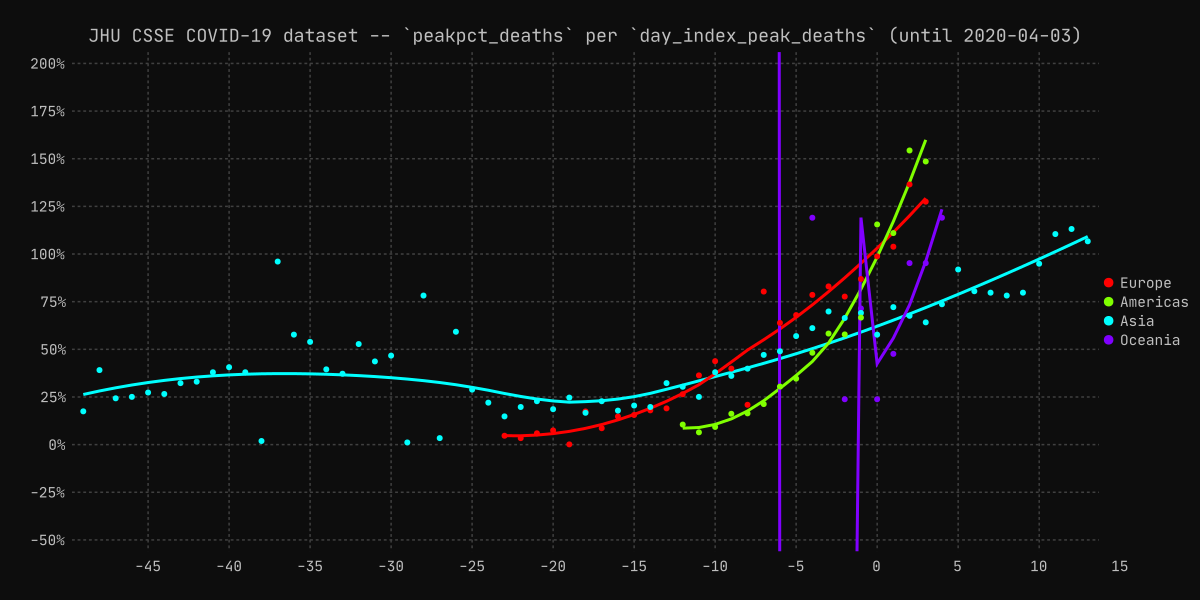 JHU CSSE COVID-19 dataset -- `peakpct_deaths` per `day_index_peak_deaths` (until 2020-04-03)
200%
175%
150%
125%
100%
75%
50%
25%
0%
-25%
-50%
-45 -40 -35 -30 -25 -20 -15 -10 -5 0 5 10 15
Europe
Americas
Asia
Oceania